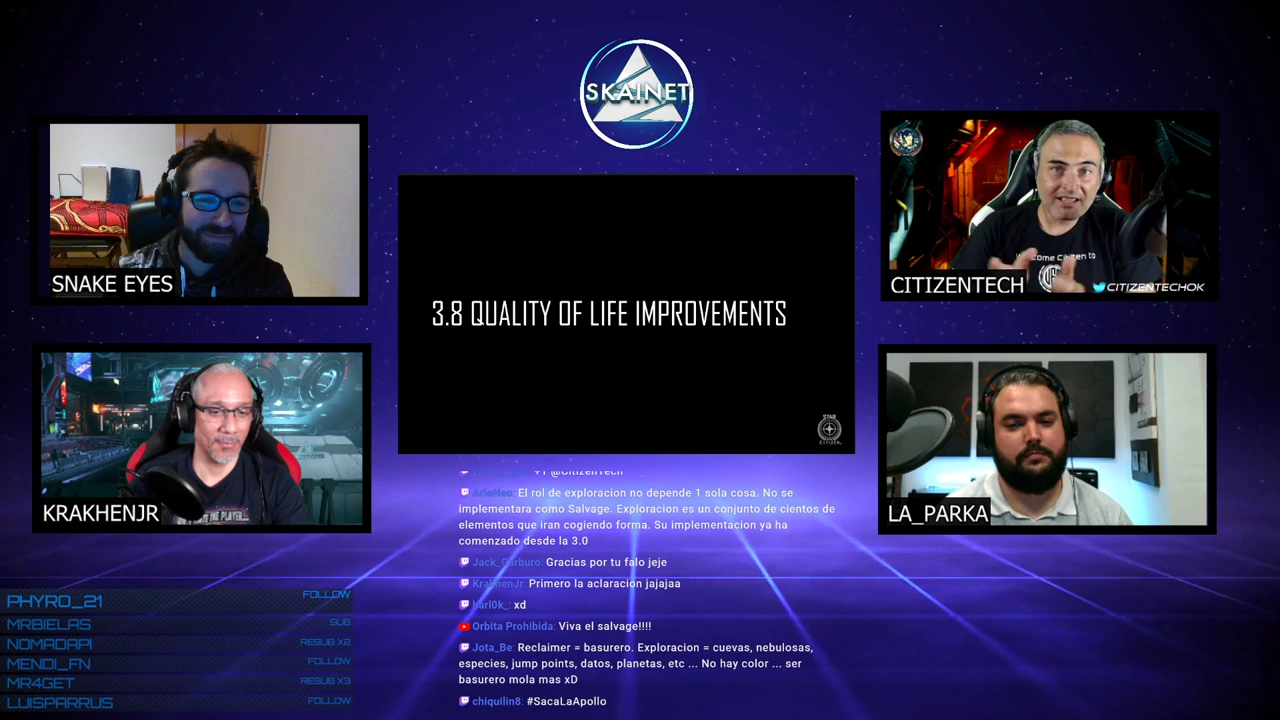 SKAINET
SNAKE EYES
CITIZENTECH
CITIZENTECHOK
3.8 QUALITY OF LIFE IMPROVEMENTS
STAR
CITIZEN
KRAKHENJR
LA_PARKA
+1 @CitizenTech
ArieNeo: El rol de exploracion no depende 1 sola cosa. No se
implementara como Salvage. Exploracion es un conjunto de cientos de
elementos que iran cogiendo forma. Su implementacion ya ha
comenzado desde la 3.0
Jack_Garburo: Gracias por tu falo jeje
KrakhenJr: Primero la aclaracion jajajaa
xd
Orbita Prohibida: Viva el salvage!!!!
Jota_Be: Reclaimer = basurero. Exploracion = cuevas, nebulosas,
especies, jump points, datos, planetas, etc ... No hay color ... ser
basurero mola mas xD
chiquilin8: #SacaLaApollo
PHYRO_21 FOLLOW
MRBIELAS SUB
NOMADAPI RESUB X2
MENDI_FN FOLLOW
MR4GET RESUB X3
LUISPARRUS FOLLOW